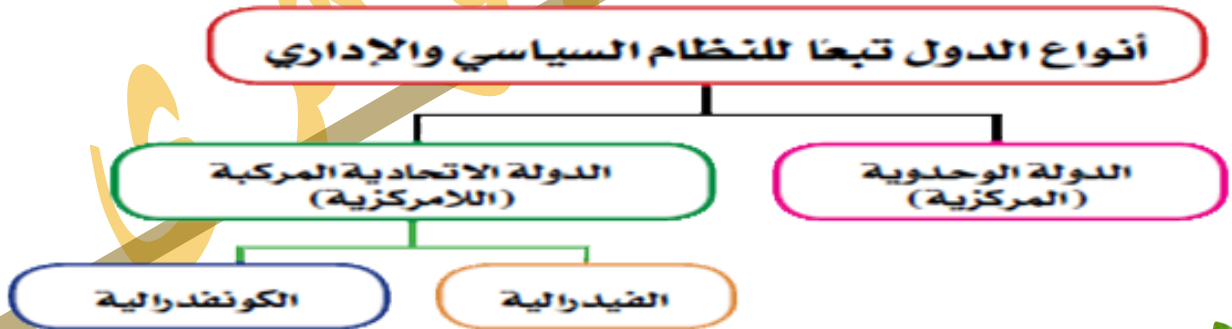 أنواع الدول تبعًا للنظام السياسي والإداري
الدولة الوحدوية
(المركزية)
الدولة الاتحادية المركبة
(اللامركزية)
الفيدرالية
الكونفدرالية